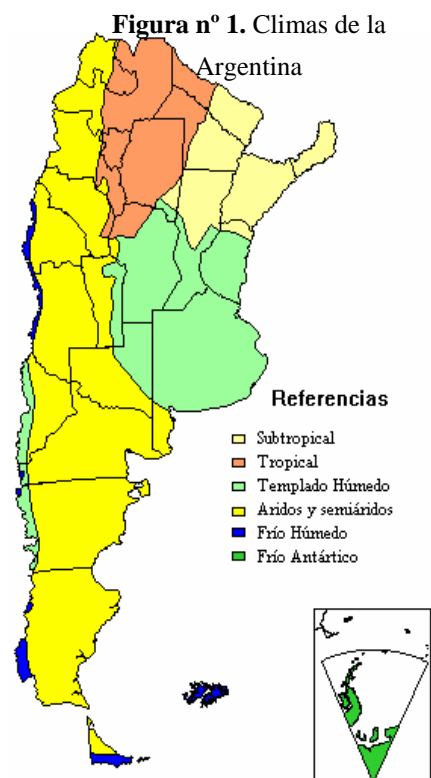 Figura nº 1. Climas de la
Argentina
Referencias
Subtropical
Tropical
Templado Húmedo
Aridos y semiáridos
Frío Húmedo
Frío Antártico